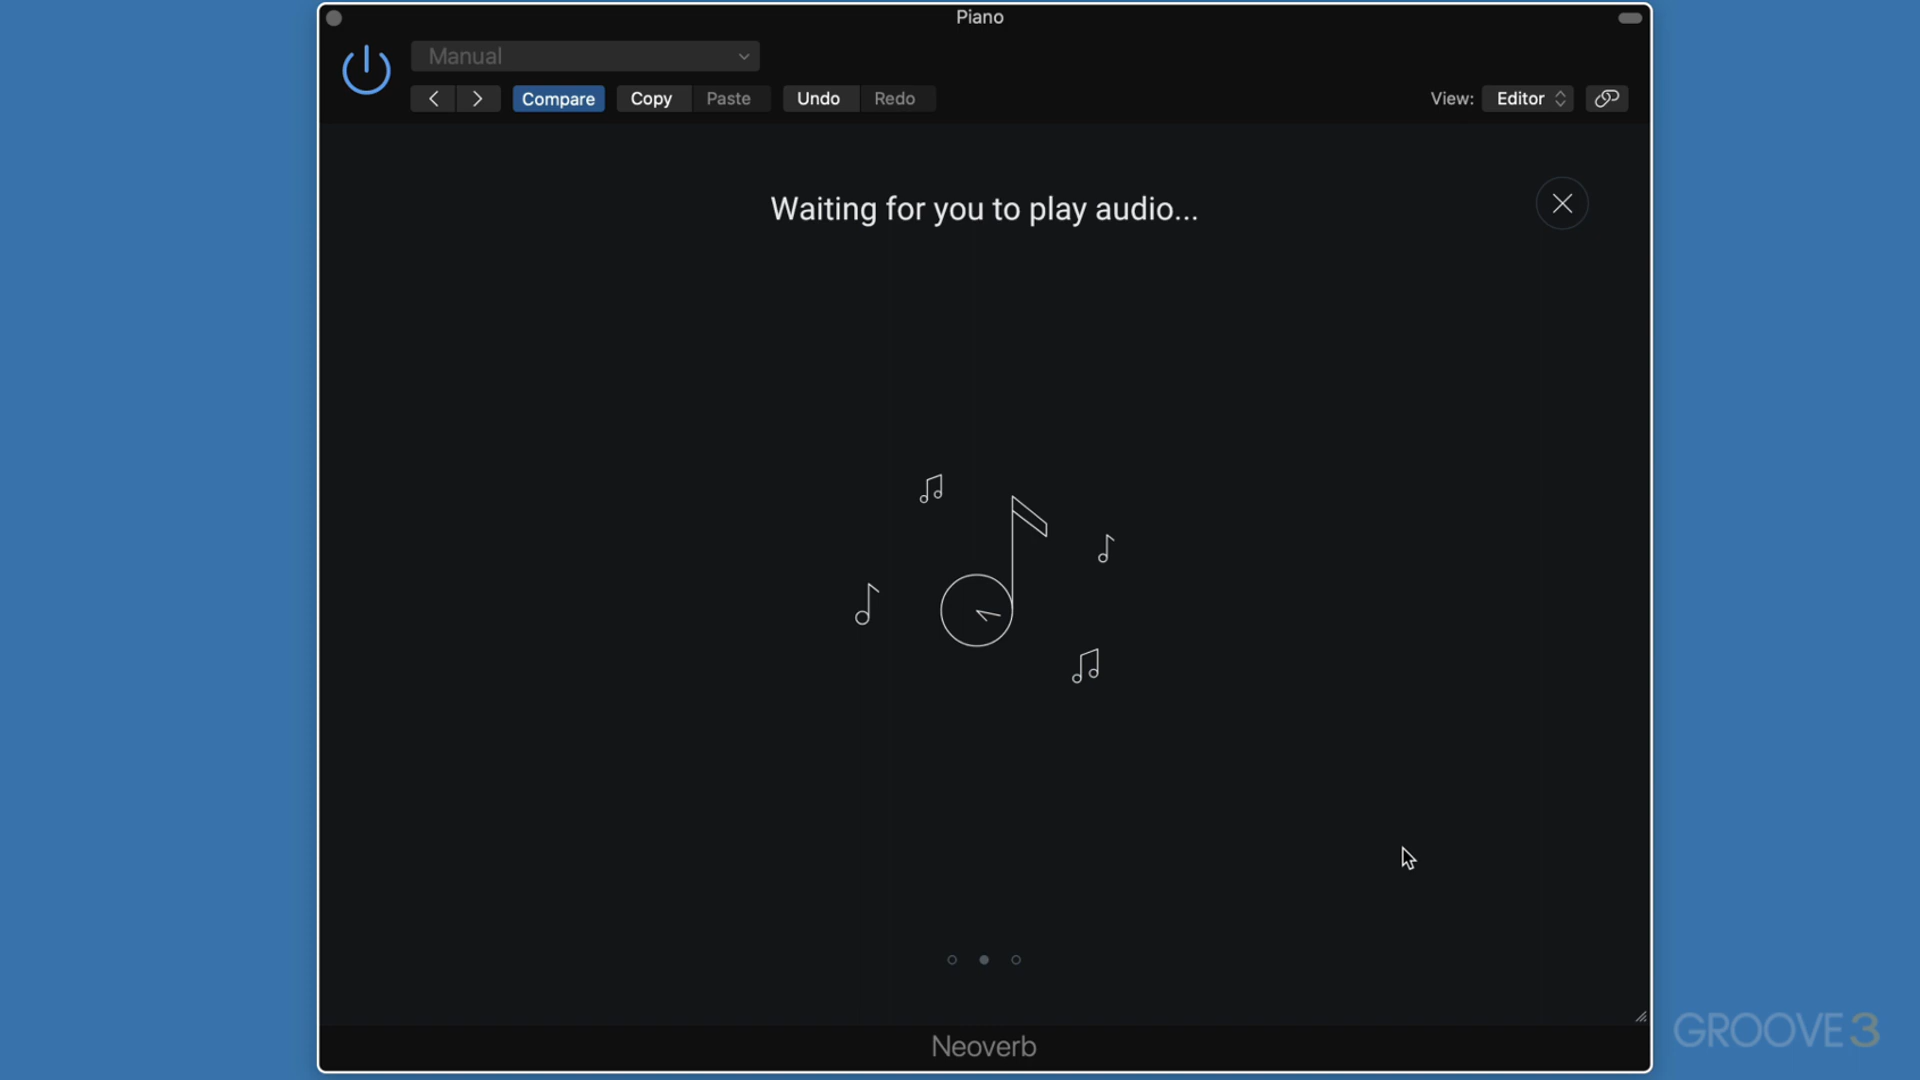 Piano
Manual
Compare
Copy
Paste
Undo
Redo
View:
Editor
Waiting for you to play audio...
Neoverb
GROOVE3